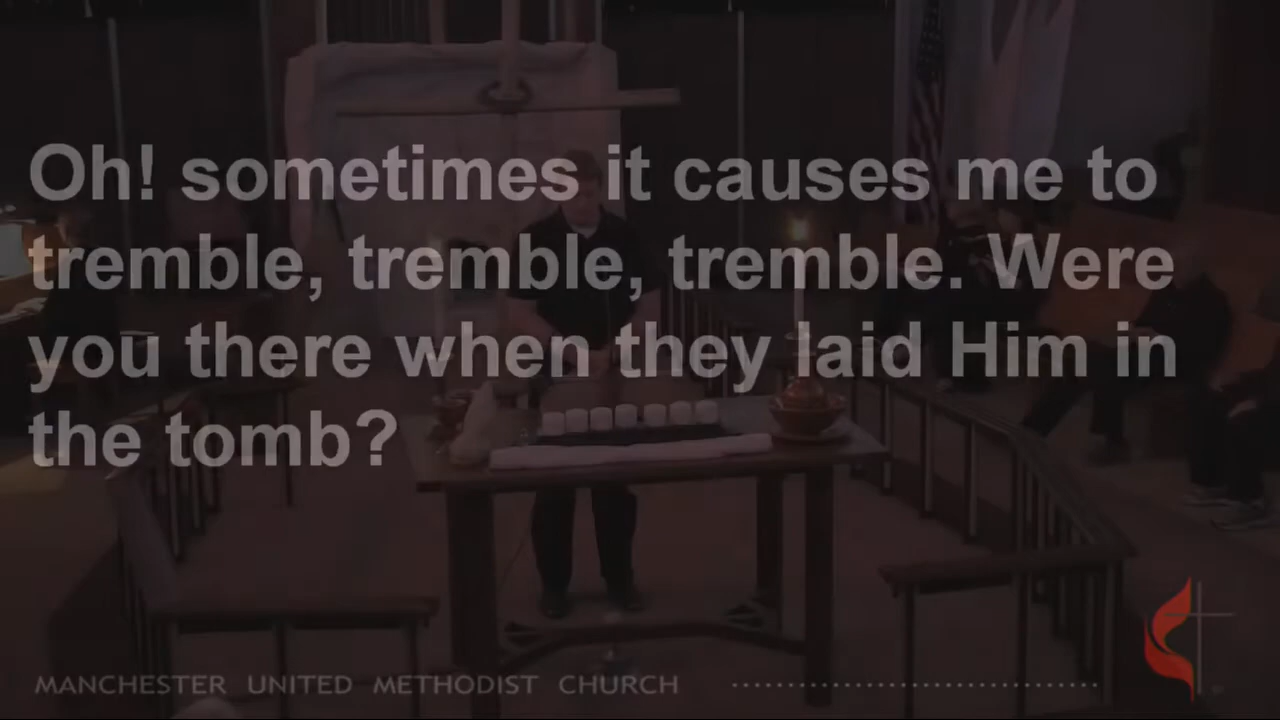 Oh! sometimes it causes me to
tremble, tremble, tremble. Were
you there when they laid Him in
the tomb?
MANCHESTER UNITED METHODIST CHURCH